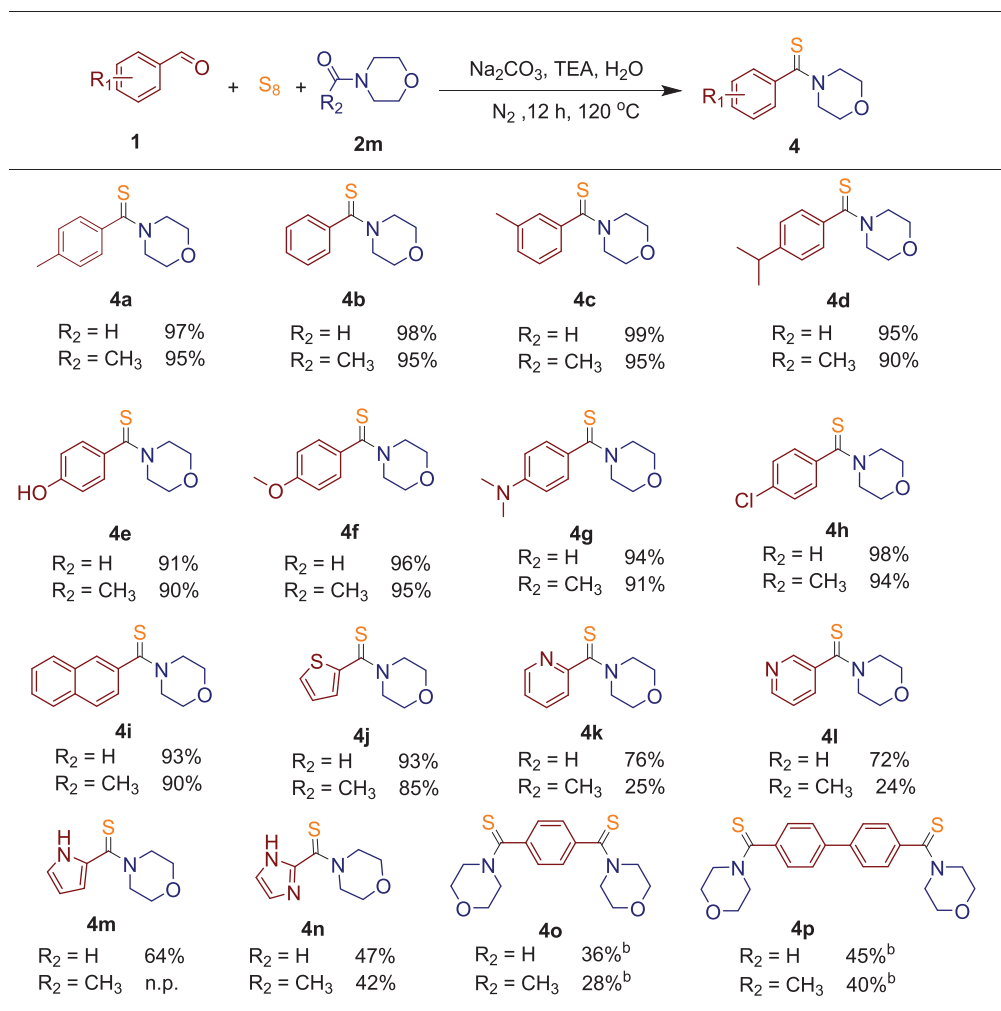 R1 O + S8 + O N O R2 Na2CO3, TEA, H2O S R1 N O
N2 ,12 h, 120 oC
1 2m 4
S N O S N O S N O S N O
4a 4b 4c 4d
R2 = H 97% R2 = H 98% R2 = H 99% R2 = H 95%
R2 = CH3 95% R2 = CH3 95% R2 = CH3 95% R2 = CH3 90%
HO S N O O S N O N S N O Cl S N O
4e 4f 4g 4h
R2 = H 91% R2 = H 96% R2 = H 94% R2 = H 98%
R2 = CH3 90% R2 = CH3 95% R2 = CH3 91% R2 = CH3 94%
S N O S S N O N S N O N S N O
4i 4j 4k 4l
R2 = H 93% R2 = H 93% R2 = H 76% R2 = H 72%
R2 = CH3 90% R2 = CH3 85% R2 = CH3 25% R2 = CH3 24%
H N S N O H N N S N O S N O S N O S N O S N O
4m 4n 4o 4p
R2 = H 64% R2 = H 47% R2 = H 36%b R2 = H 45%b
R2 = CH3 n.p. R2 = CH3 42% R2 = CH3 28%b R2 = CH3 40%b